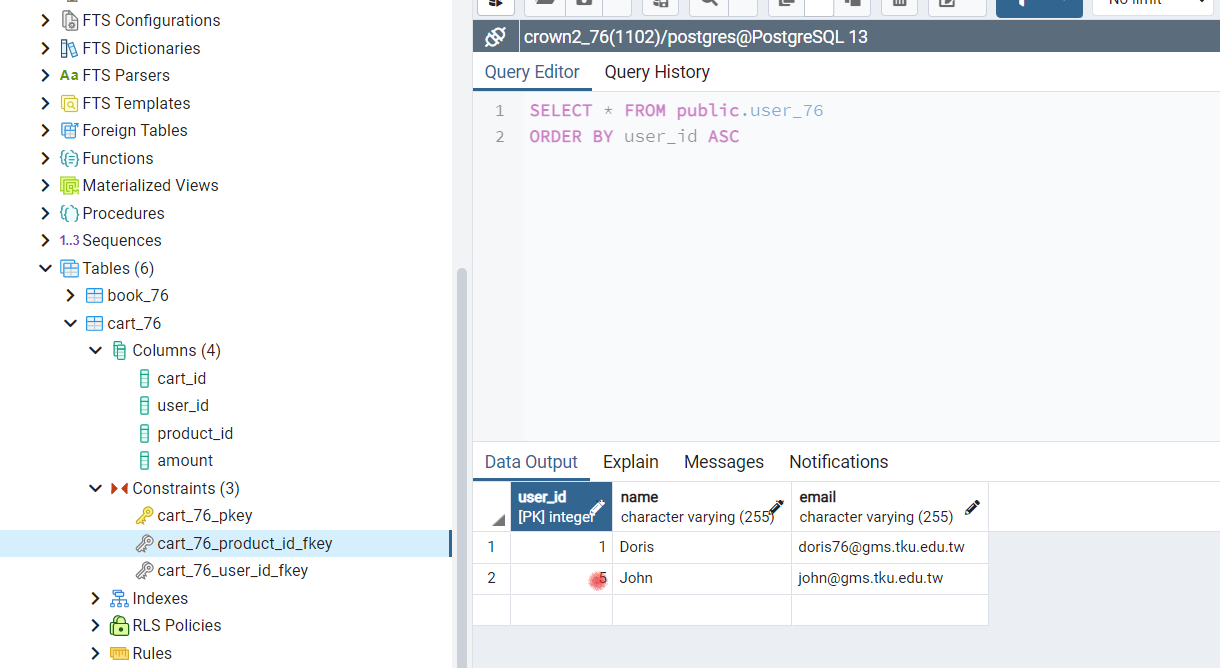 FTS Configurations
FTS Dictionaries
Aa FTS Parsers
FTS Templates
Foreign Tables
Functions
Materialized Views
Procedures
1..3 Sequences
Tables (6)
book_76
cart_76
Columns (4)
cart_id
user_id
product_id
amount
Constraints (3)
cart_76_pkey
cart_76_product_id_fkey
cart_76_user_id_fkey
Indexes
RLS Policies
Rules
No limit
crown2_76(1102)/postgres@PostgreSQL 13
Query Editor Query History
1 SELECT * FROM public.user_76
2 ORDER BY user_id ASC
Data Output Explain Messages Notifications
user_id name email
[PK] integer character varying (255) character varying (255)
1 1 Doris doris76@gms.tku.edu.tw
2 5 John john@gms.tku.edu.tw